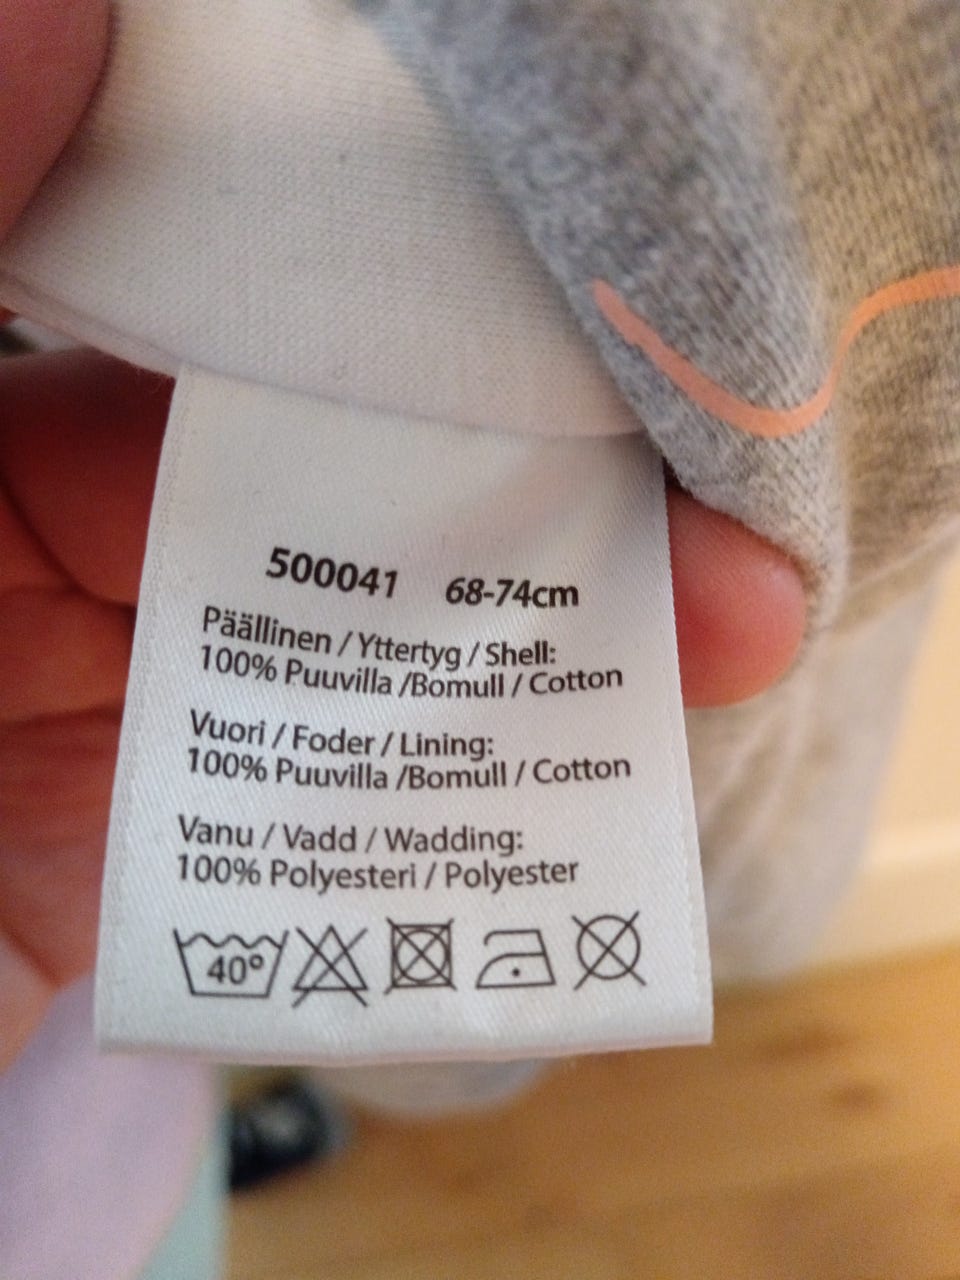 500041 68-74cm
Päällinen / Yttertyg / Shell:
100% Puuvilla /Bomull / Cotton
Vuori / Foder / Lining:
100% Puuvilla /Bomull / Cotton
Vanu / Vadd / Wadding:
100% Polyesteri / Polyester
40°